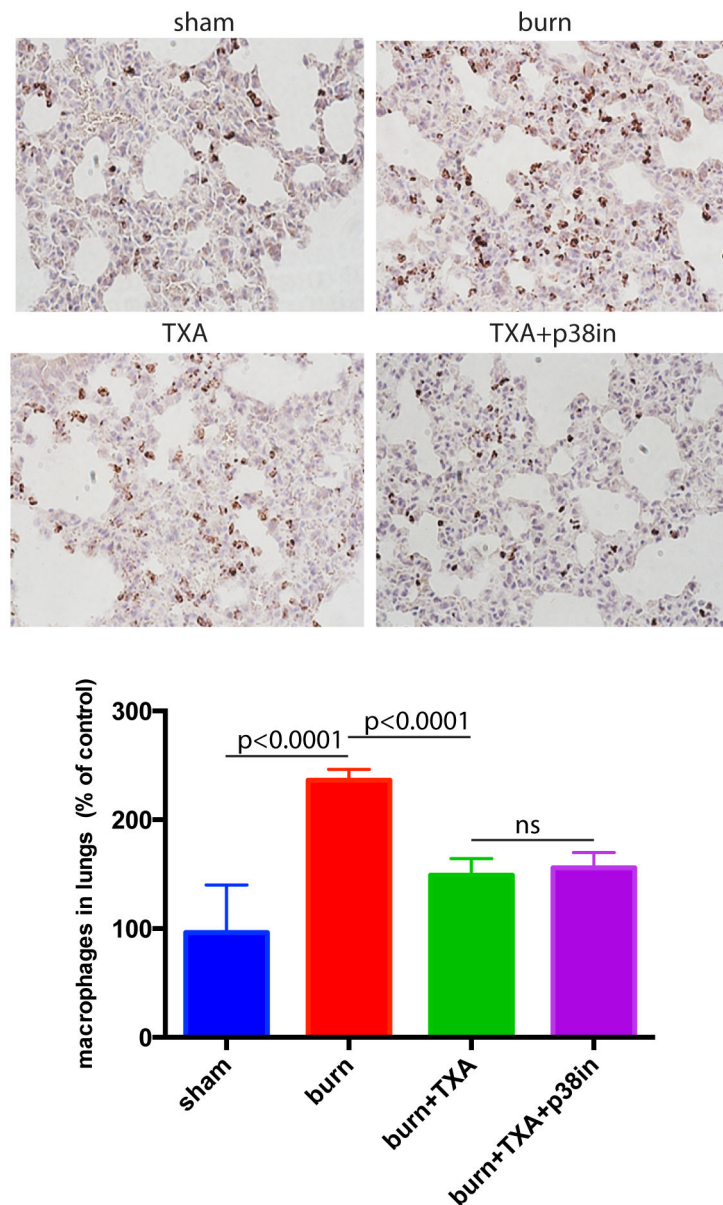 sham
burn
TXA
TXA+p38in
macrophages in lungs (% of control)
300
200
100
0
p<0.0001
p<0.0001
ns
sham
burn
burn+TXA
burn+TXA+p38in